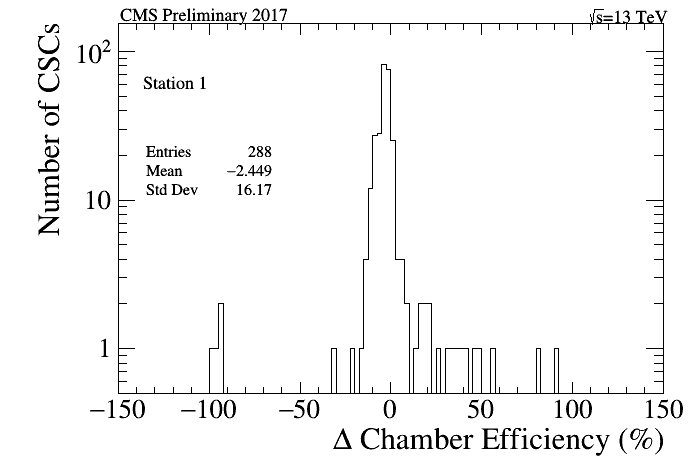 CMS Preliminary 2017
√s=13 TeV
Number of CSCs
10²
10
1
Station 1
Entries 288
Mean −2.449
Std Dev 16.17
−150 −100 −50 0 50 100 150
Δ Chamber Efficiency (%)